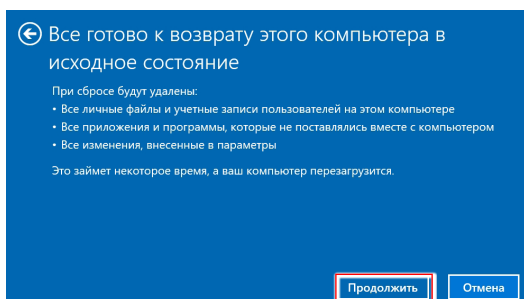 Все готово к возврату этого компьютера в
исходное состояние
При сбросе будут удалены:
• Все личные файлы и учетные записи пользователей на этом компьютере
• Все приложения и программы, которые не поставлялись вместе с компьютером
• Все изменения, внесенные в параметры
Это займет некоторое время, а ваш компьютер перезагрузится.
Продолжить Отмена